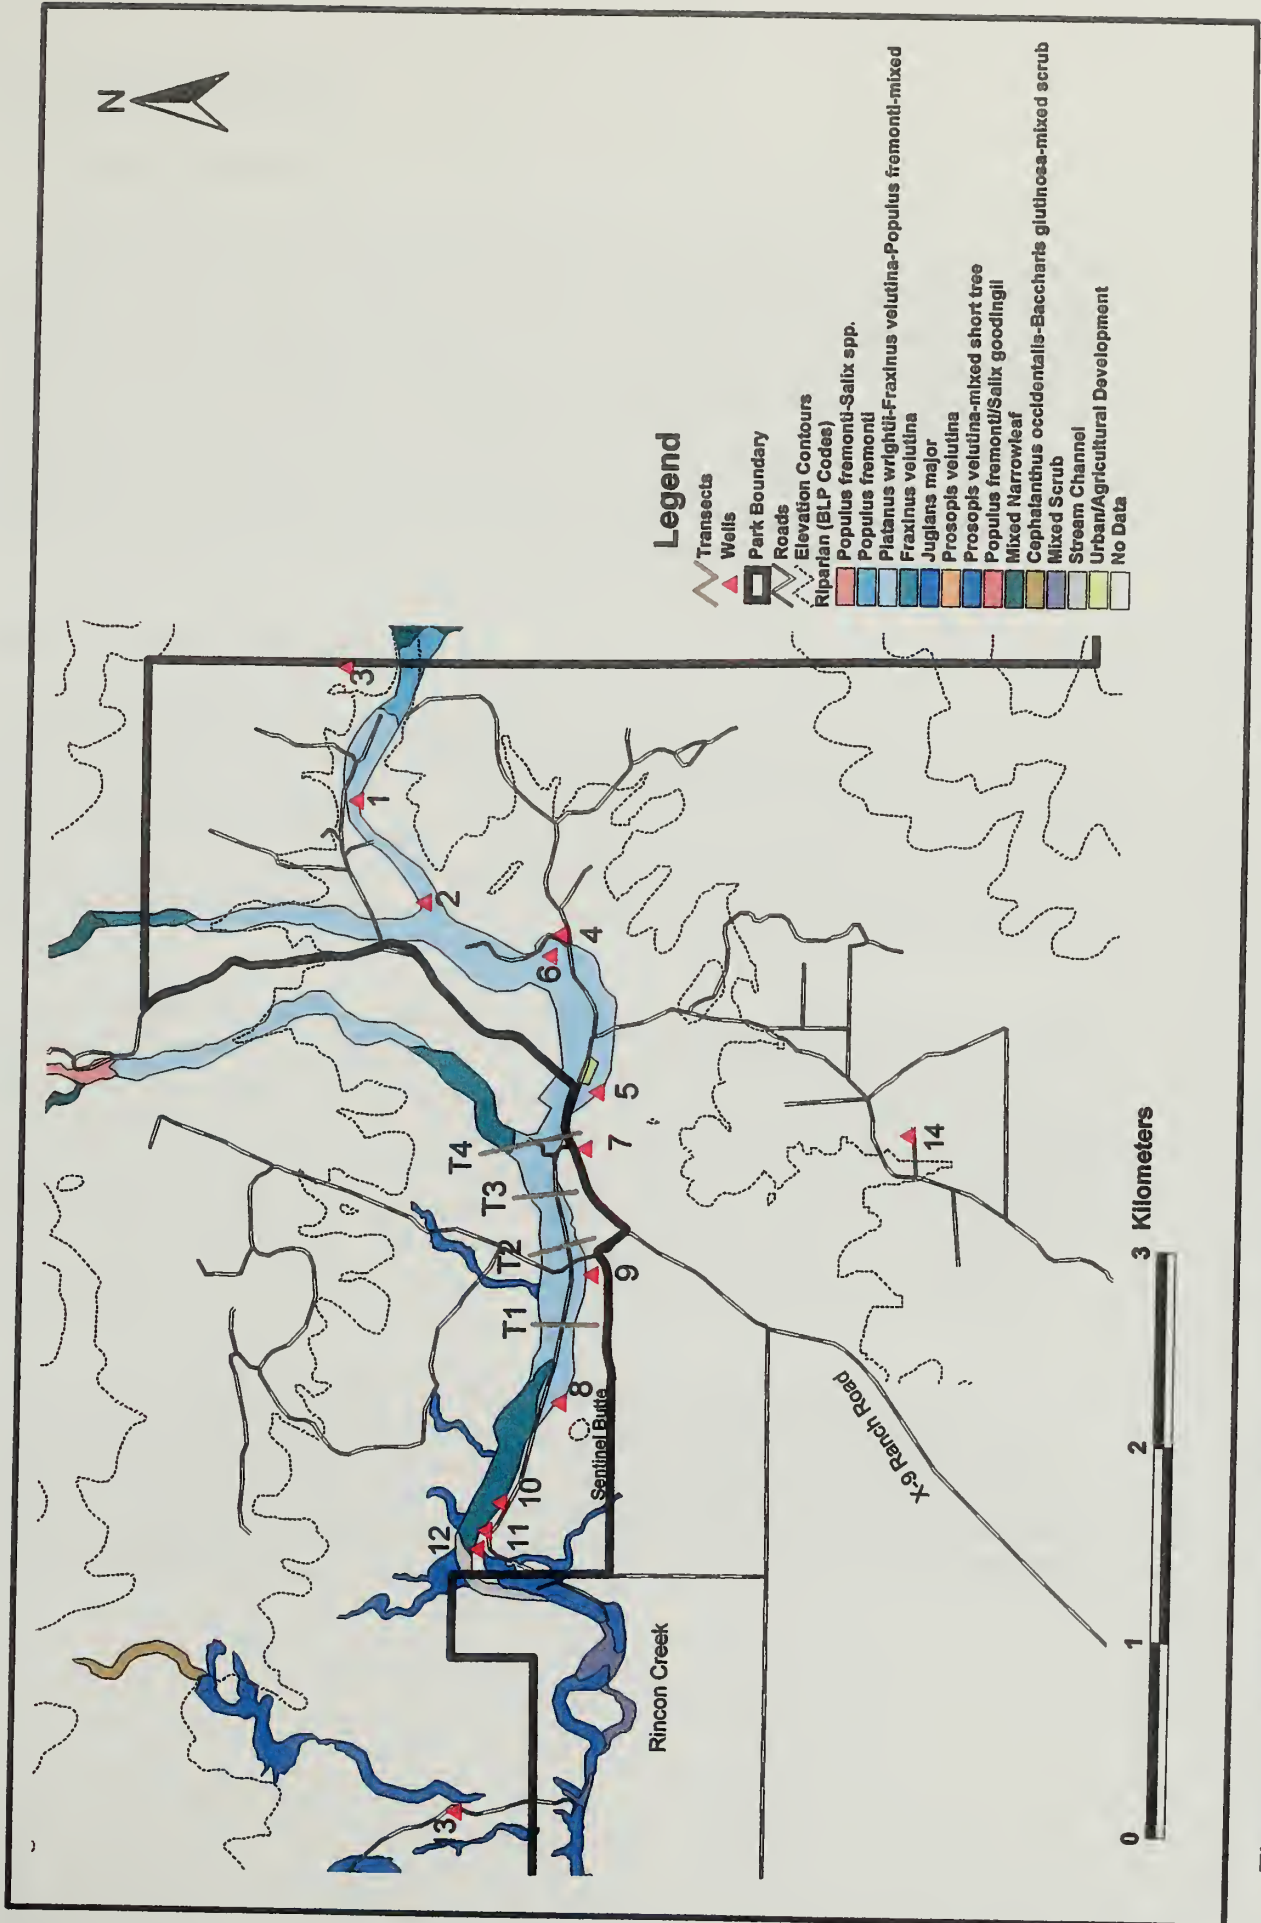 N
3
1
2
4
6
5
7
14
T4
T3
T2
9
T1
8
Sentinel Butte
10
11
12
13
Rincon Creek
X-9 Ranch Road
0
1
2
3 Kilometers
Legend
Transects
Wells
Park Boundary
Roads
Elevation Contours
Riparian (BLP Codes)
Populus fremonti-Salix spp.
Populus fremonti
Platanus wrightii-Fraxinus velutina-Populus fremonti-mixed
Fraxinus velutina
Juglans major
Prosopis velutina
Prosopis velutina-mixed short tree
Populus fremonti/Salix goodingii
Mixed Narrowleaf
Cephalanthus occidentalis-Baccharis glutinosa-mixed scrub
Mixed Scrub
Stream Channel
Urban/Agricultural Development
No Data